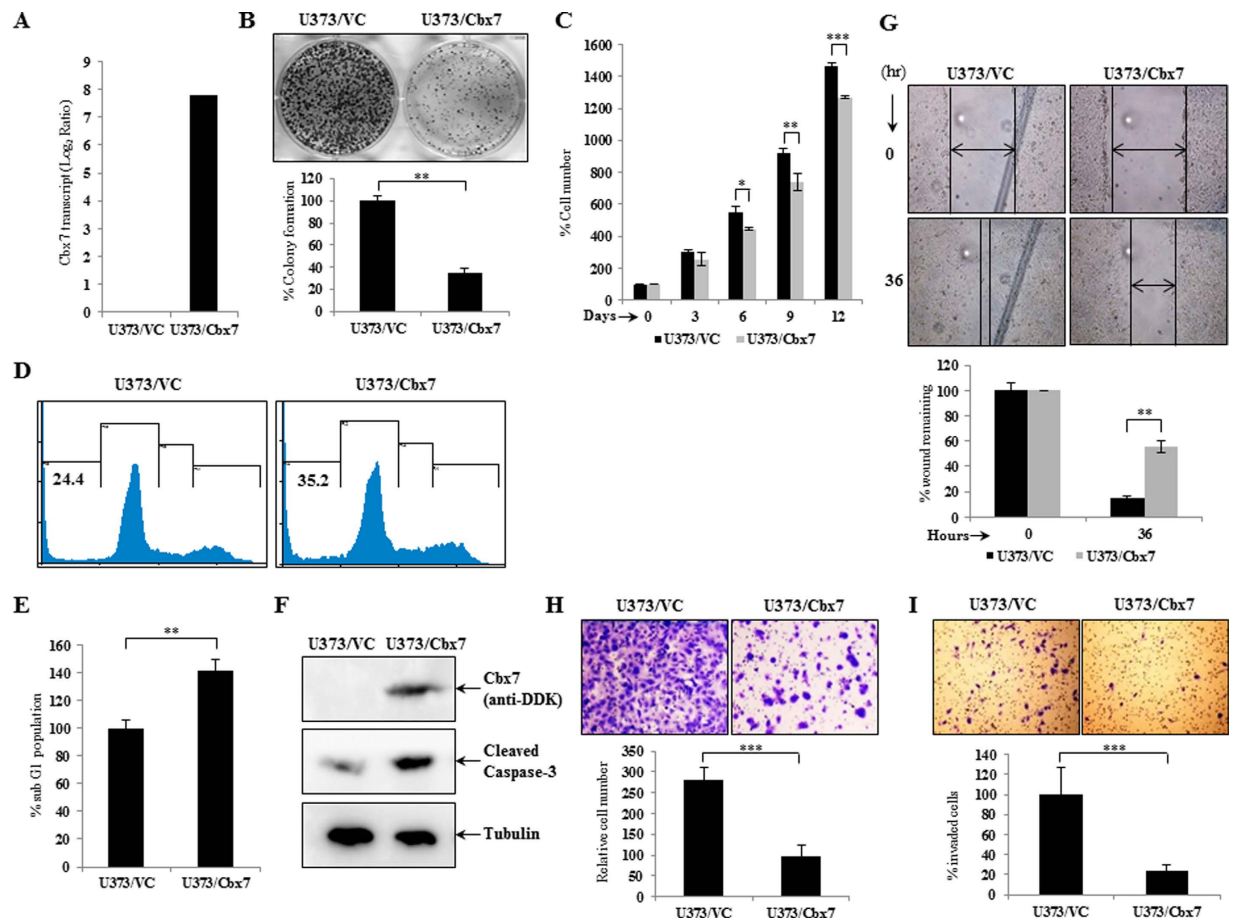 A
Cbx7 transcript (Log₂ Ratio)
9
8
7
6
5
4
3
2
1
0
U373/VC U373/Cbx7
B
U373/VC U373/Cbx7
% Colony fomation
120
100
80
60
40
20
0
**
U373/VC U373/Cbx7
C
% Cell number
1600
1400
1200
1000
800
600
400
200
0
*
**
***
Days→ 0 3 6 9 12
U373/VC U373/Cbx7
D
U373/VC U373/Cbx7
24.4 35.2
E
% sub G1 population
160
140
120
100
80
60
40
20
0
**
U373/VC U373/Cbx7
F
U373/VC U373/Cbx7
Cbx7
(anti-DDK)
Cleaved
Caspase-3
Tubulin
G
(hr) U373/VC U373/Cbx7
0
36
% wound remaining
120
100
80
60
40
20
0
**
Hours→ 0 36
U373/VC U373/Cbx7
H
U373/VC U373/Cbx7
Relative cell number
350
300
250
200
150
100
50
0
***
U373/VC U373/Cbx7
I
U373/VC U373/Cbx7
% invaded cells
140
120
100
80
60
40
20
0
***
U373/VC U373/Cbx7